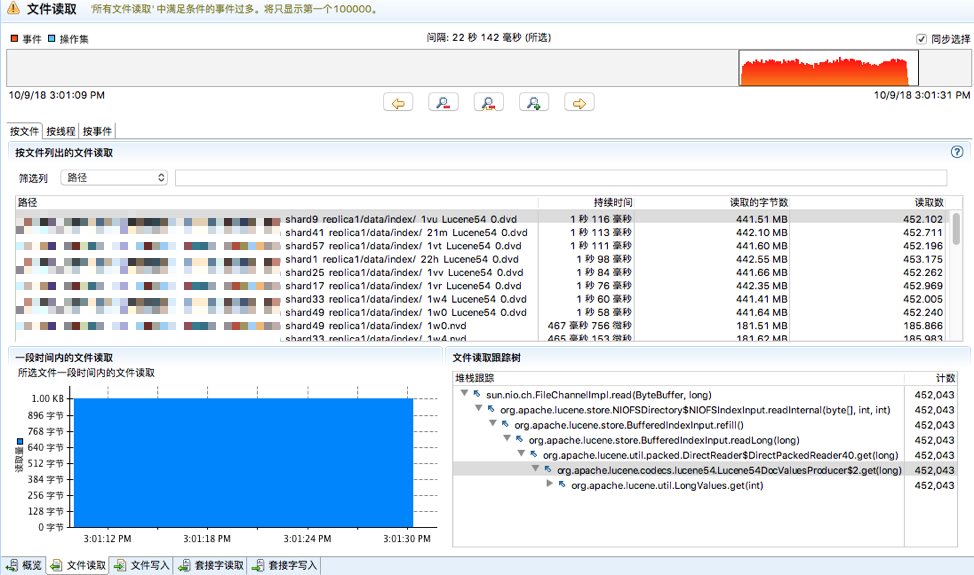 文件读取 '所有文件读取' 中满足条件的事件过多。将只显示第一个100000。
事件 操作集 间隔: 22 秒 142 毫秒 (所选) 同步选择
10/9/18 3:01:09 PM 10/9/18 3:01:31 PM
按文件 按线程 按事件
按文件列出的文件读取
筛选列 路径
路径 持续时间 读取的字节数 读取数
shard9 replica1/data/index/ 1vu Lucene54 0.dvd 1 秒 116 毫秒 441.51 MB 452.102
shard41 replica1/data/index/ 21m Lucene54 0.dvd 1 秒 113 毫秒 442.10 MB 452.711
shard57 replica1/data/index/ 1vt Lucene54 0.dvd 1 秒 111 毫秒 441.60 MB 452.196
shard1 replica1/data/index/ 22h Lucene54 0.dvd 1 秒 98 毫秒 442.55 MB 453.175
shard25 replica1/data/index/ 1vv Lucene54 0.dvd 1 秒 84 毫秒 441.66 MB 452.262
shard17 replica1/data/index/ 1vr Lucene54 0.dvd 1 秒 76 毫秒 442.35 MB 452.969
shard33 replica1/data/index/ 1w4 Lucene54 0.dvd 1 秒 60 毫秒 441.41 MB 452.005
shard49 replica1/data/index/ 1w0 Lucene54 0.dvd 1 秒 58 毫秒 441.64 MB 452.240
shard49 replica1/data/index/ 1w0.nvd 467 毫秒 756 微秒 181.51 MB 185.866
shard33 replica1/data/index/ 1w4.nvd 465 毫秒 153 微秒 181.62 MB 185.983
一段时间内的文件读取
所选文件一段时间内的文件读取
1.00 KB
896 字节
768 字节
640 字节
512 字节
384 字节
256 字节
128 字节
0 字节
读取量
3:01:12 PM 3:01:18 PM 3:01:24 PM 3:01:30 PM
文件读取跟踪树
堆栈跟踪 计数
sun.nio.ch.FileChannelImpl.read(ByteBuffer, long) 452,043
org.apache.lucene.store.NIOFSDirectory$NIOFSIndexInput.readInternal(byte[], int, int) 452,043
org.apache.lucene.store.BufferedIndexInput.refill() 452,043
org.apache.lucene.store.BufferedIndexInput.readLong(long) 452,043
org.apache.lucene.util.packed.DirectReader$DirectPackedReader40.get(long) 452,043
org.apache.lucene.codecs.lucene54.Lucene54DocValuesProducer$2.get(long) 452,043
org.apache.lucene.util.LongValues.get(int) 452,043
概览 文件读取 文件写入 套接字读取 套接字写入